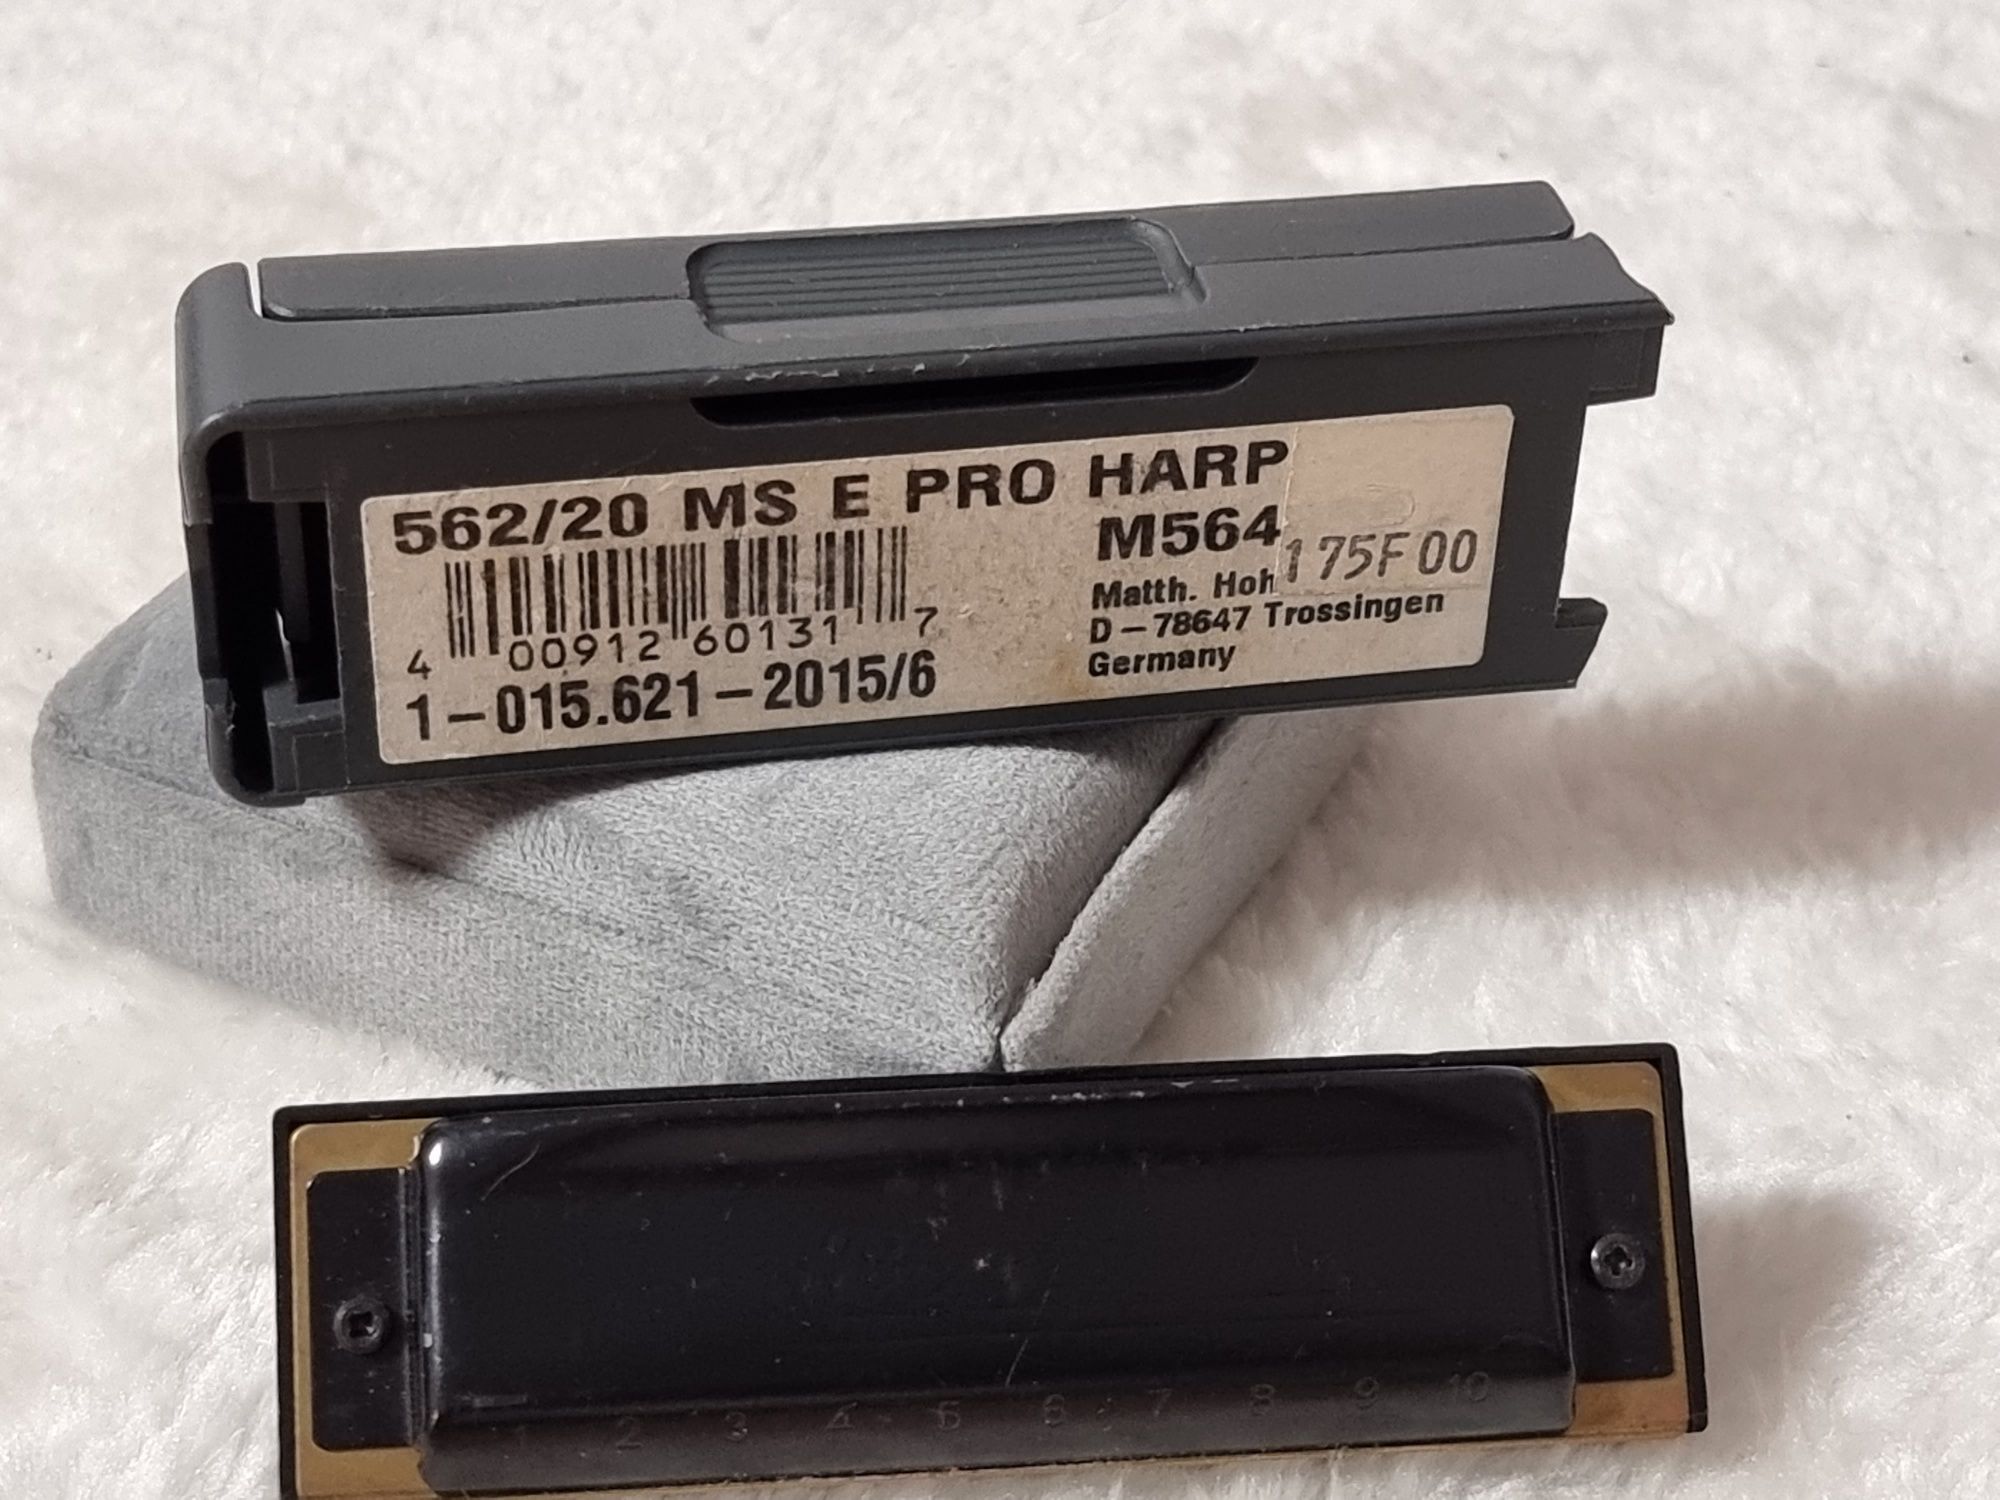 562/20 MS E PRO HARP
M564
175F00
Matth. Hoh
D-78647 Trossingen
Germany
4 00912 60131 7
1-015.621-2015/6
1 2 3 4 5 6 7 8 9 10